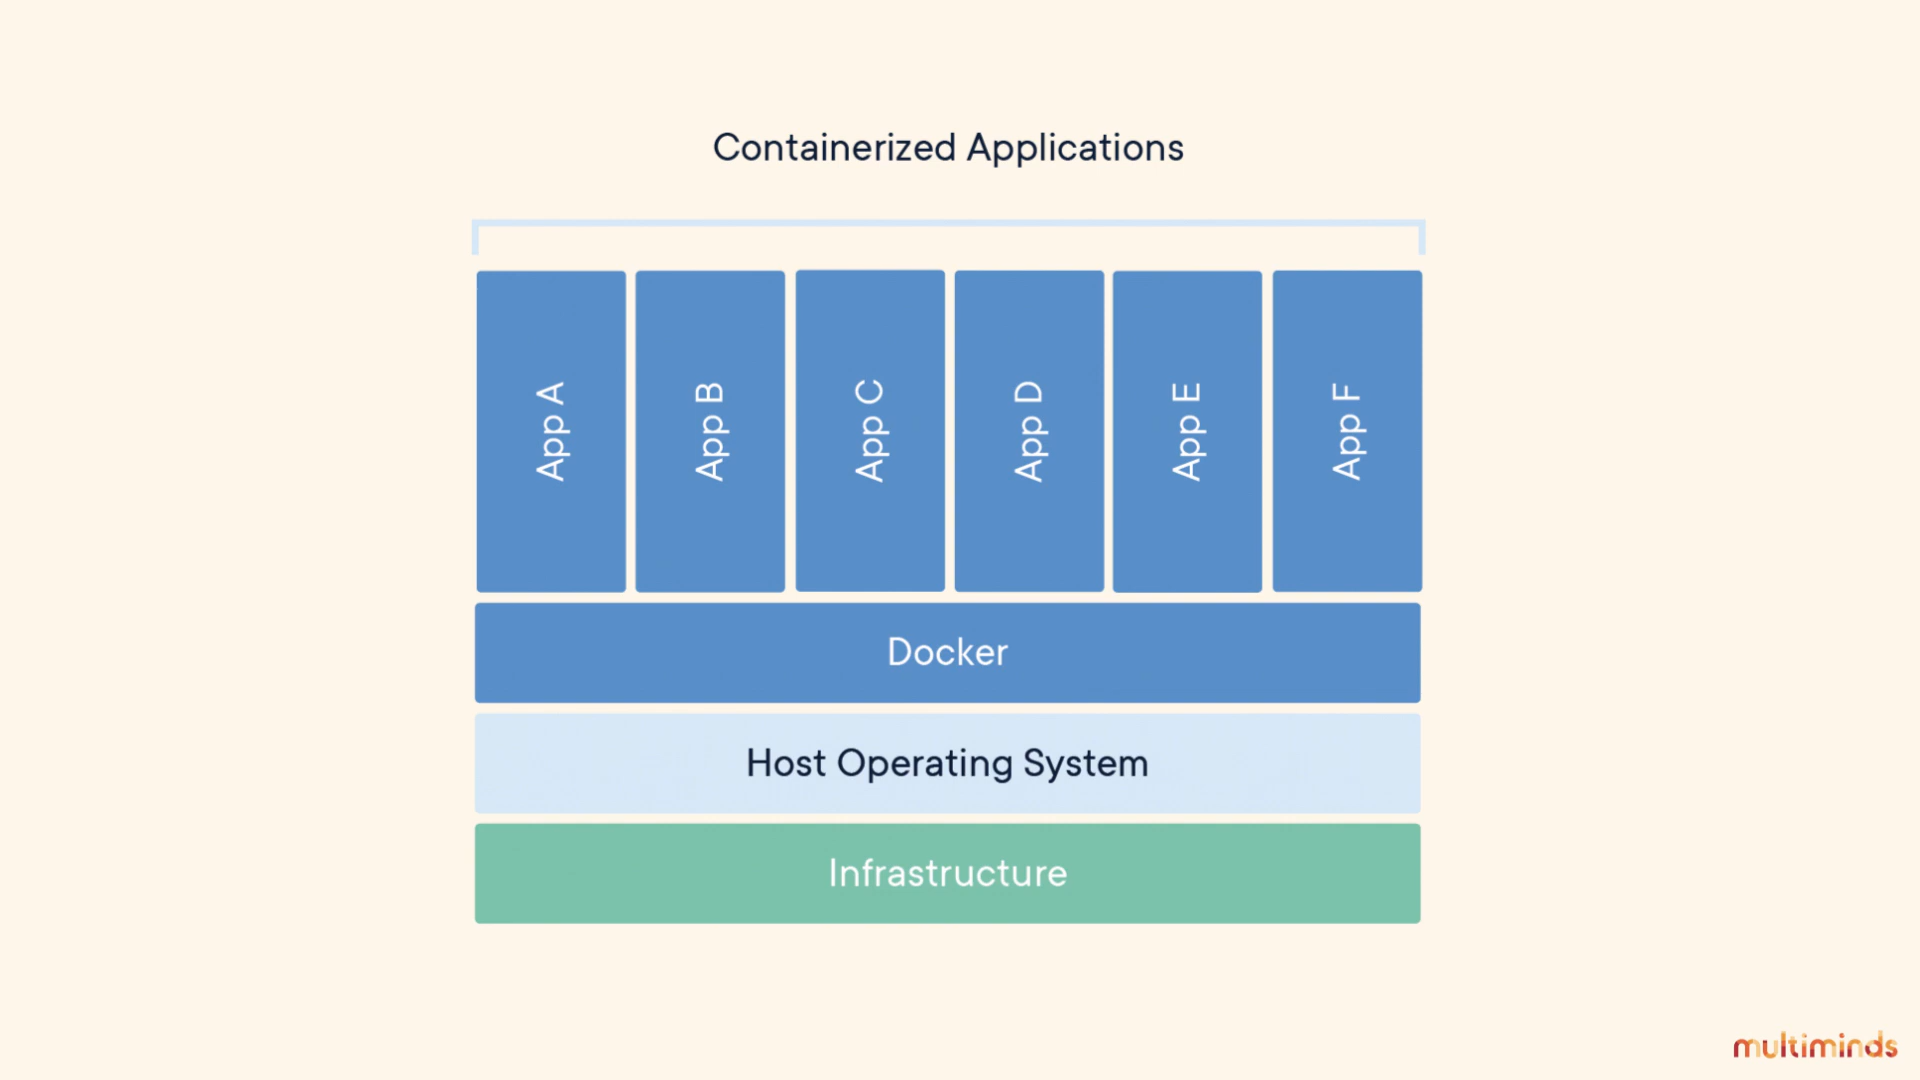 Containerized Applications
App A
App B
App C
App D
App E
App F
Docker
Host Operating System
Infrastructure
multiminds